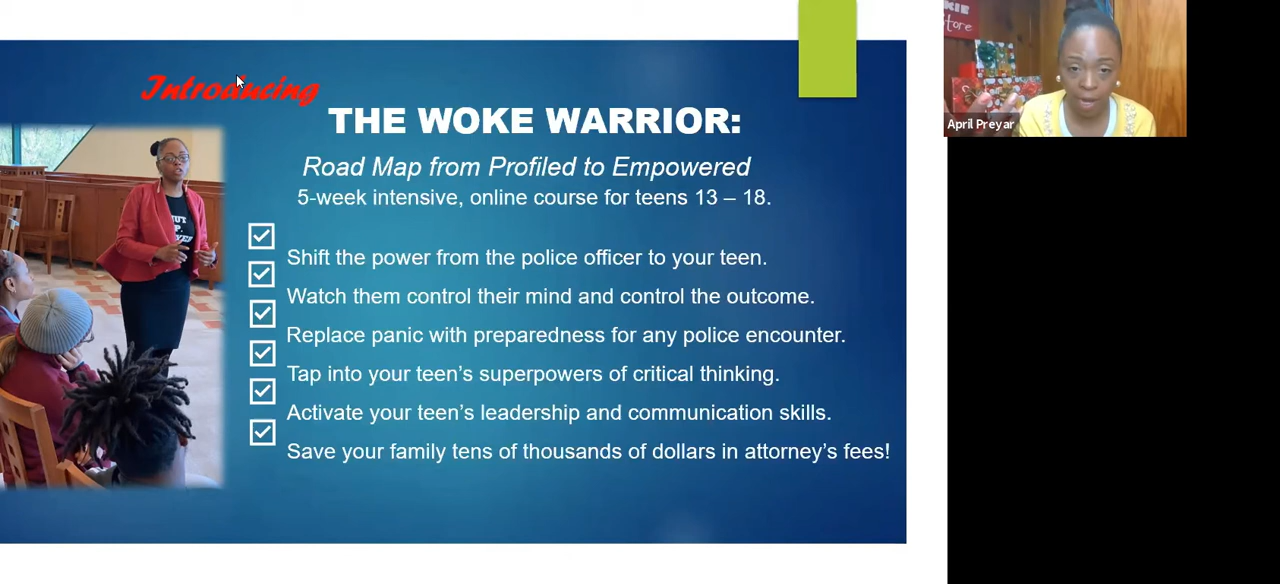 Introducing
THE WOKE WARRIOR:
Road Map from Profiled to Empowered
5-week intensive, online course for teens 13 – 18.
Shift the power from the police officer to your teen.
Watch them control their mind and control the outcome.
Replace panic with preparedness for any police encounter.
Tap into your teen’s superpowers of critical thinking.
Activate your teen’s leadership and communication skills.
Save your family tens of thousands of dollars in attorney’s fees!
Store
April Preyar